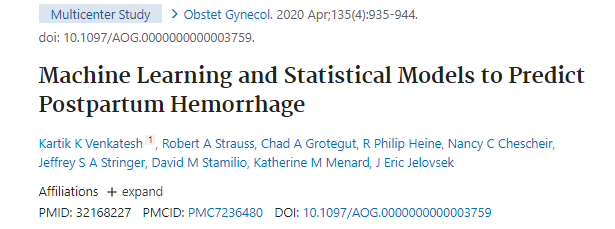 Multicenter Study > Obstet Gynecol. 2020 Apr;135(4):935-944.
doi: 10.1097/AOG.0000000000003759.
Machine Learning and Statistical Models to Predict
Postpartum Hemorrhage
Kartik K Venkatesh 1, Robert A Strauss, Chad A Grotegut, R Philip Heine, Nancy C Chescheir,
Jeffrey S A Stringer, David M Stamilio, Katherine M Menard, J Eric Jelovsek
Affiliations + expand
PMID: 32168227 PMCID: PMC7236480 DOI: 10.1097/AOG.0000000000003759